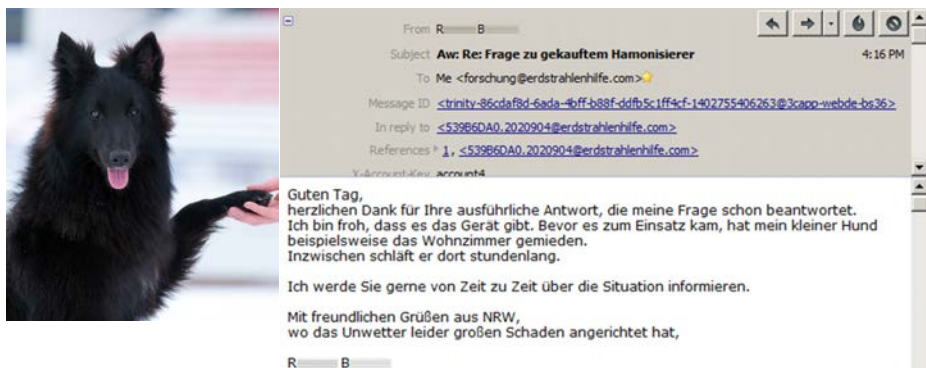 From R B
Subject Aw: Re: Frage zu gekauftem Hamonisierer
4:16 PM
To Me <forschung@erdstrahlenhilfe.com>
Message ID <trinity-86cdaf8d-6ada-4bff-b88f-ddfb5c1ff4cf-1402755406263@3capp-webde-bs36>
In reply to <539B6DA0.2020904@erdstrahlenhilfe.com>
References 1, <539B6DA0.2020904@erdstrahlenhilfe.com>
X-Account-Key account4
Guten Tag,
herzlichen Dank für Ihre ausführliche Antwort, die meine Frage schon beantwortet.
Ich bin froh, dass es das Gerät gibt. Bevor es zum Einsatz kam, hat mein kleiner Hund
beispielsweise das Wohnzimmer gemieden.
Inzwischen schläft er dort stundenlang.
Ich werde Sie gerne von Zeit zu Zeit über die Situation informieren.
Mit freundlichen Grüßen aus NRW,
wo das Unwetter leider großen Schaden angerichtet hat,
R B